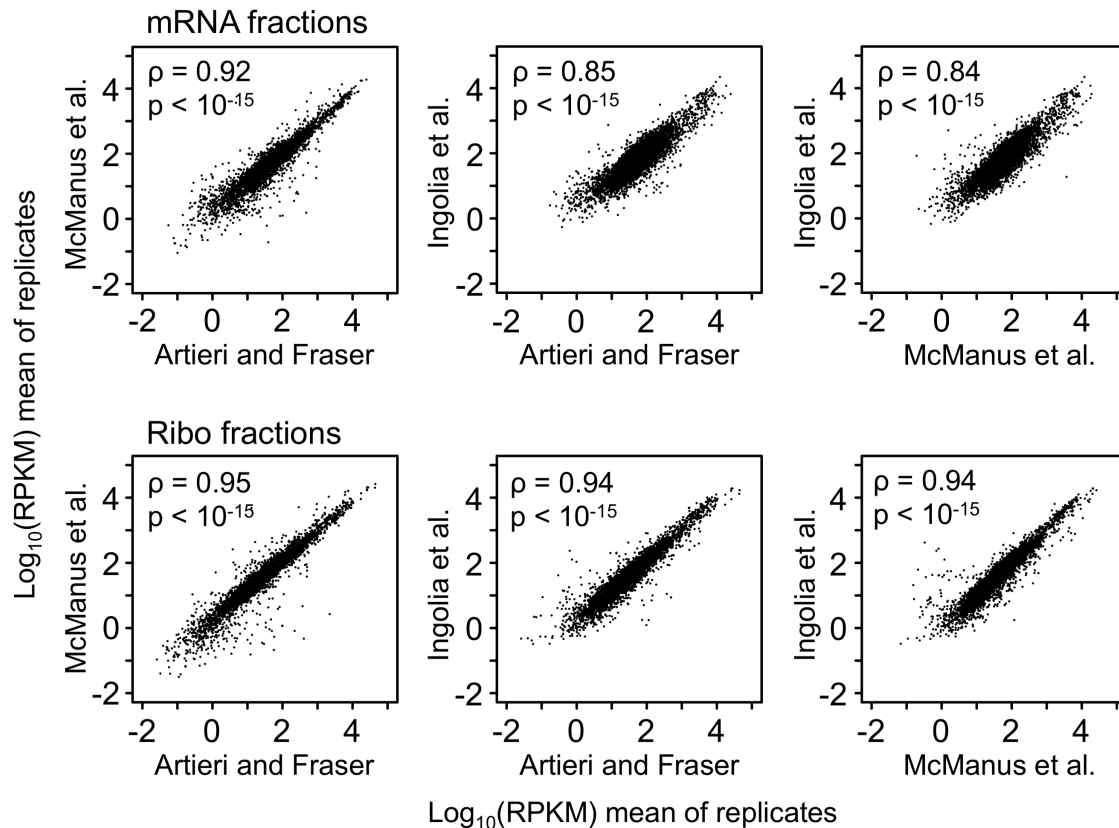 mRNA fractions
ρ = 0.92
p < 10-15
4
2
0
-2
McManus et al.
-2 0 2 4
Artieri and Fraser
ρ = 0.85
p < 10-15
4
2
0
-2
Ingolia et al.
-2 0 2 4
Artieri and Fraser
ρ = 0.84
p < 10-15
4
2
0
-2
Ingolia et al.
-2 0 2 4
McManus et al.
Log10(RPKM) mean of replicates
Ribo fractions
ρ = 0.95
p < 10-15
4
2
0
-2
McManus et al.
-2 0 2 4
Artieri and Fraser
ρ = 0.94
p < 10-15
4
2
0
-2
Ingolia et al.
-2 0 2 4
Artieri and Fraser
ρ = 0.94
p < 10-15
4
2
0
-2
Ingolia et al.
-2 0 2 4
McManus et al.
Log10(RPKM) mean of replicates